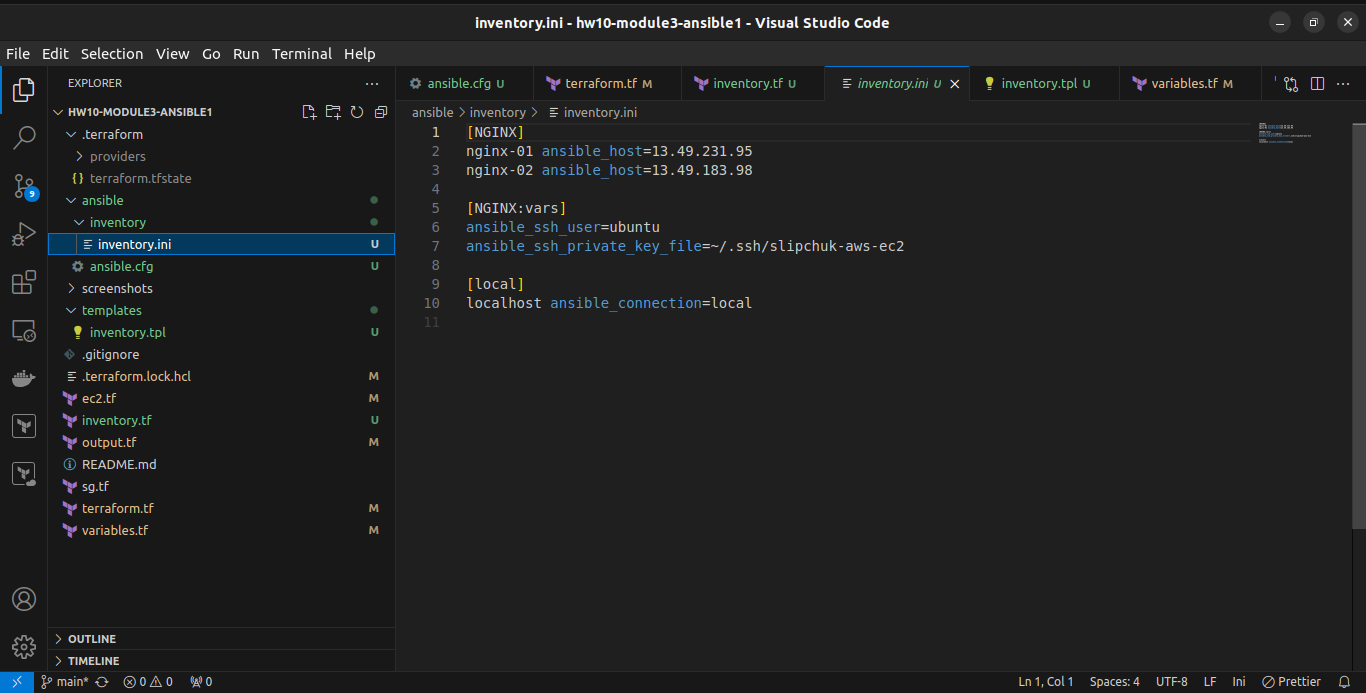 inventory.ini - hw10-module3-ansible1 - Visual Studio Code
File Edit Selection View Go Run Terminal Help
EXPLORER
HW10-MODULE3-ANSIBLE1
.terraform
providers
{} terraform.tfstate
ansible
inventory
inventory.ini U
ansible.cfg U
screenshots
templates
inventory.tpl U
.gitignore
.terraform.lock.hcl M
ec2.tf M
inventory.tf U
output.tf M
README.md
sg.tf
terraform.tf M
variables.tf M
OUTLINE
TIMELINE
9
ansible.cfg U terraform.tf M inventory.tf U inventory.ini U inventory.tpl U variables.tf M
ansible > inventory > inventory.ini
1 [NGINX]
2 nginx-01 ansible_host=13.49.231.95
3 nginx-02 ansible_host=13.49.183.98
4
5 [NGINX:vars]
6 ansible_ssh_user=ubuntu
7 ansible_ssh_private_key_file=~/.ssh/slipchuk-aws-ec2
8
9 [local]
10 localhost ansible_connection=local
11
main* 0 0 0 Ln 1, Col 1 Spaces: 4 UTF-8 LF Ini Prettier